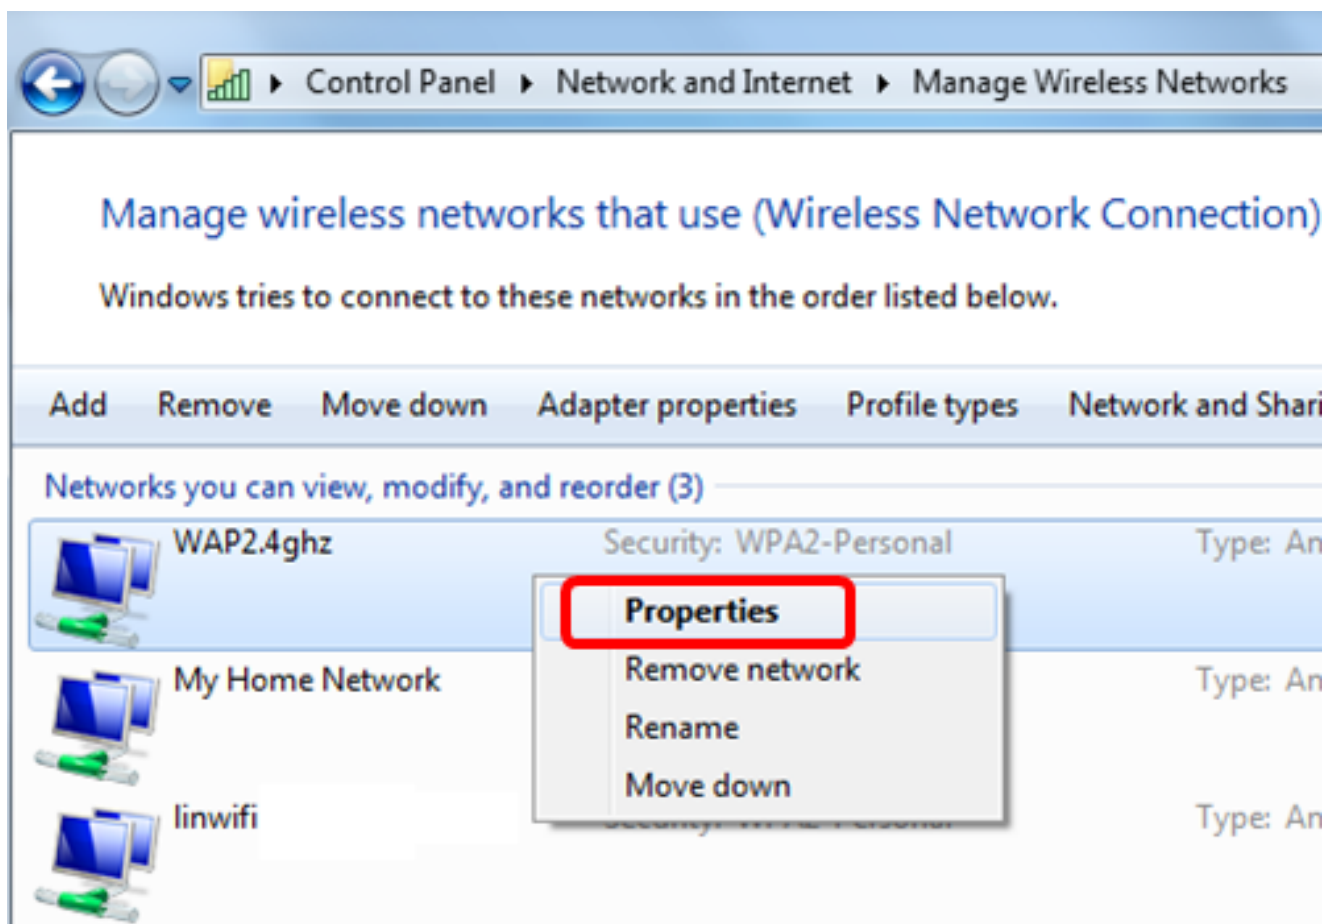 Control Panel Network and Internet Manage Wireless Networks
Manage wireless networks that use (Wireless Network Connection)
Windows tries to connect to these networks in the order listed below.
Add Remove Move down Adapter properties Profile types Network and Shari
Networks you can view, modify, and reorder (3)
WAP2.4ghz Security: WPA2-Personal Type: An
Properties
Remove network
My Home Network Type: An
Rename
Move down
linwifi Security: WPA2-Personal Type: An